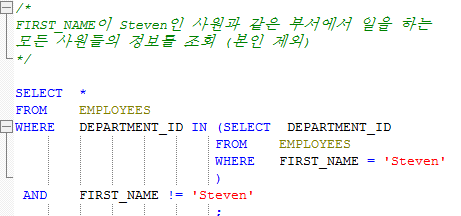 /*
FIRST_NAME이 Steven인 사원과 같은 부서에서 일을 하는
모든 사원들의 정보를 조회 (본인 제외)
*/
SELECT *
FROM EMPLOYEES
WHERE DEPARTMENT_ID IN (SELECT DEPARTMENT_ID
FROM EMPLOYEES
WHERE FIRST_NAME = 'Steven'
)
AND FIRST_NAME != 'Steven'
;